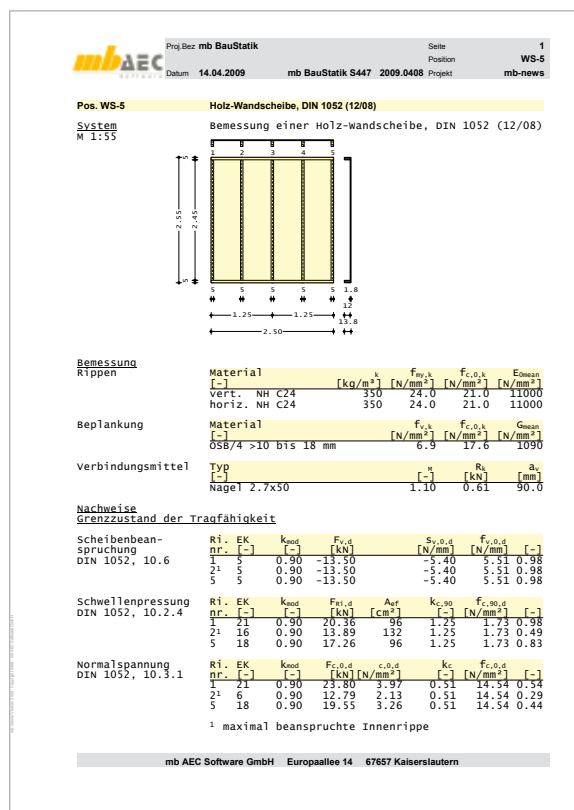 mbAEC
Software
Proj.Bez mb BauStatik Seite 1
Position WS-5
Datum 14.04.2009 mb BauStatik S447 2009.0408 Projekt mb-news
Pos. WS-5 Holz-Wandscheibe, DIN 1052 (12/08)
System Bemessung einer Holz-Wandscheibe, DIN 1052 (12/08)
M 1:55
1 2 3 4 5
5
2.55 2.45
5
5 5 5 5 5 1.8
12
1.25 1.25
13.8
2.50
Bemessung
Rippen Material k fmy,k fc,0,k E0mean
[-] [kg/m³] [N/mm²] [N/mm²] [N/mm²]
vert. NH C24 350 24.0 21.0 11000
horiz. NH C24 350 24.0 21.0 11000
Beplankung Material fv,k fc,0,k Gmean
[-] [N/mm²] [N/mm²] [N/mm²]
OSB/4 >10 bis 18 mm 6.9 17.6 1090
Verbindungsmittel Typ M Rk av
[-] [-] [kN] [mm]
Nagel 2.7x50 1.10 0.61 90.0
Nachweise
Grenzzustand der Tragfähigkeit
Scheibenbean- Ri. EK kmod Fv,d sv,0,d fv,0,d
spruchung nr. [-] [-] [kN] [N/mm] [N/mm] [-]
DIN 1052, 10.6 1 5 0.90 -13.50 -5.40 5.51 0.98
2¹ 5 0.90 -13.50 -5.40 5.51 0.98
5 5 0.90 -13.50 -5.40 5.51 0.98
Schwellenpressung Ri. EK kmod FRi,d Aef kc,90 fc,90,d
DIN 1052, 10.2.4 nr. [-] [-] [kN] [cm²] [-] [N/mm²] [-]
1 21 0.90 20.36 96 1.25 1.73 0.98
2¹ 16 0.90 13.89 132 1.25 1.73 0.49
5 18 0.90 17.26 96 1.25 1.73 0.83
Normalspannung Ri. EK kmod Fc,0,d c,0,d kc fc,0,d
DIN 1052, 10.3.1 nr. [-] [-] [kN] [N/mm²] [-] [N/mm²] [-]
1 21 0.90 23.80 3.97 0.51 14.54 0.54
2¹ 6 0.90 12.79 2.13 0.51 14.54 0.29
5 18 0.90 19.55 3.26 0.51 14.54 0.44
¹ maximal beanspruchte Innenrippe
mb AEC Software GmbH Europaallee 14 67657 Kaiserslautern